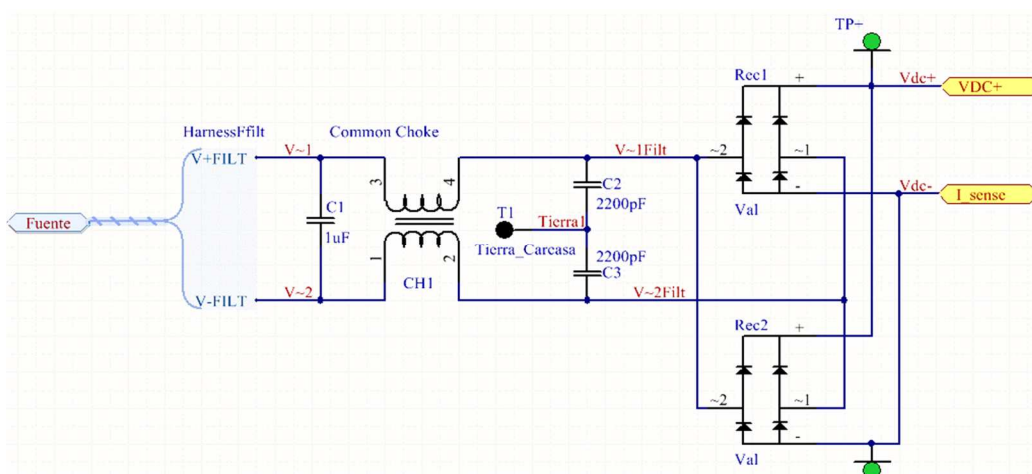 TP+
Rec1
+
Vdc+
VDC+
HarnessFfilt
Common Choke
V+FILT
V~1
3
4
V~1Filt
~2
~1
C2
2200pF
-
Vdc-
I_sense
Val
Fuente
C1
1uF
T1
Tierra1
Tierra_Carcasa
2200pF
C3
1
2
CH1
V-FILT
V~2
V~2Filt
Rec2
+
~2
~1
-
Val